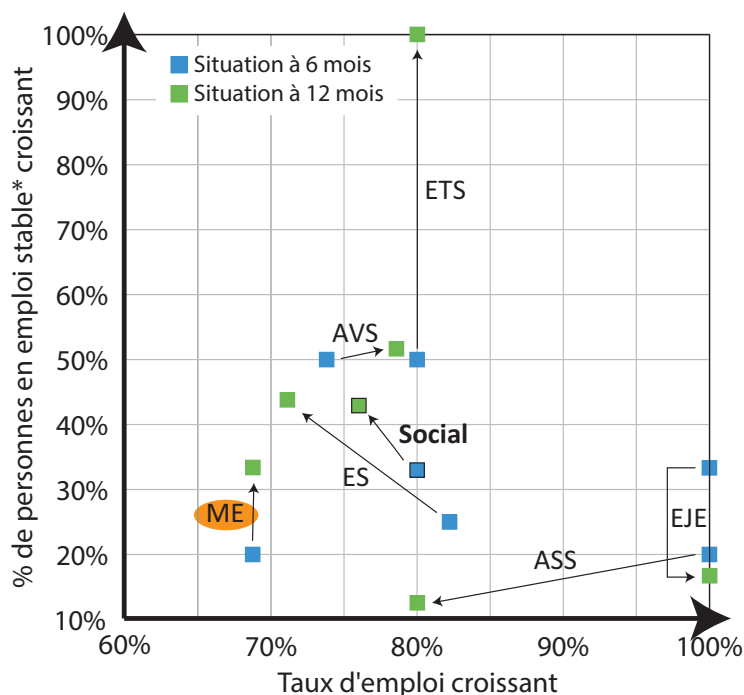 % de personnes en emploi stable* croissant
100%
90%
80%
70%
60%
50%
40%
30%
20%
10%
Situation à 6 mois
Situation à 12 mois
ETS
AVS
Social
ES
ME
EJE
ASS
60%
70%
80%
90%
100%
Taux d'emploi croissant